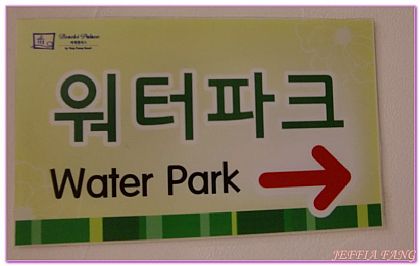 워터파크
Water Park
JEFFIA FANG